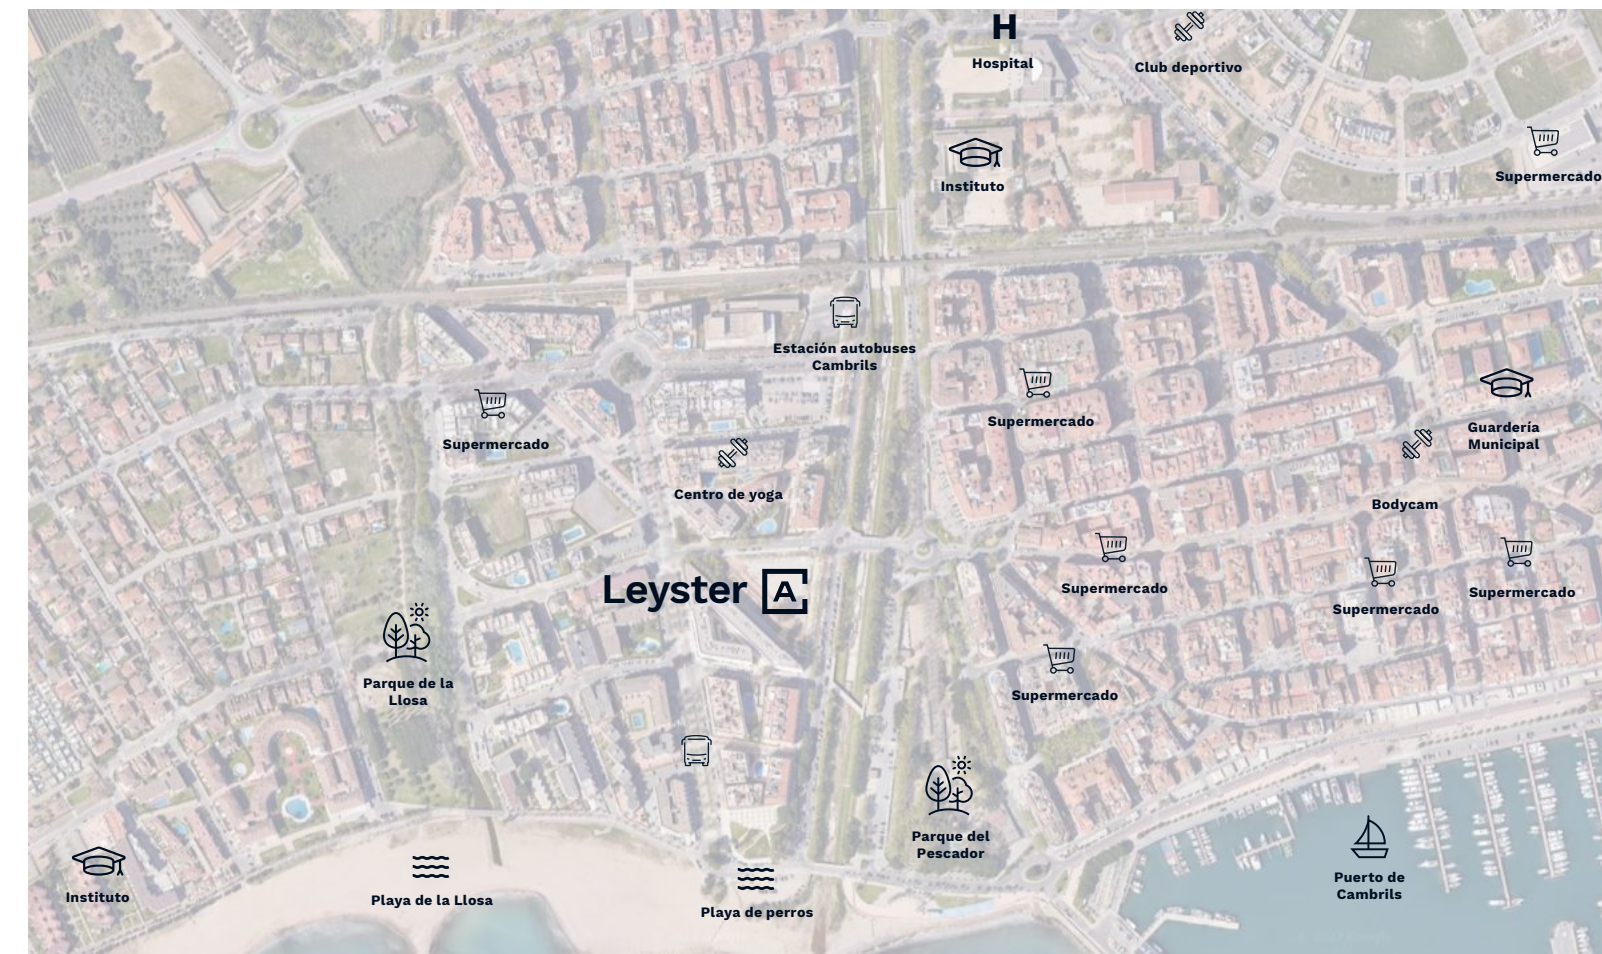 H
Hospital
Club deportivo
Instituto
Supermercado
Estación autobuses
Cambrils
Supermercado
Supermercado
Guardería
Municipal
Centro de yoga
Bodycam
Supermercado
Supermercado
Supermercado
Leyster A
Parque de la
Llosa
Supermercado
Parque del
Pescador
Puerto de
Cambrils
Instituto
Playa de la Llosa
Playa de perros